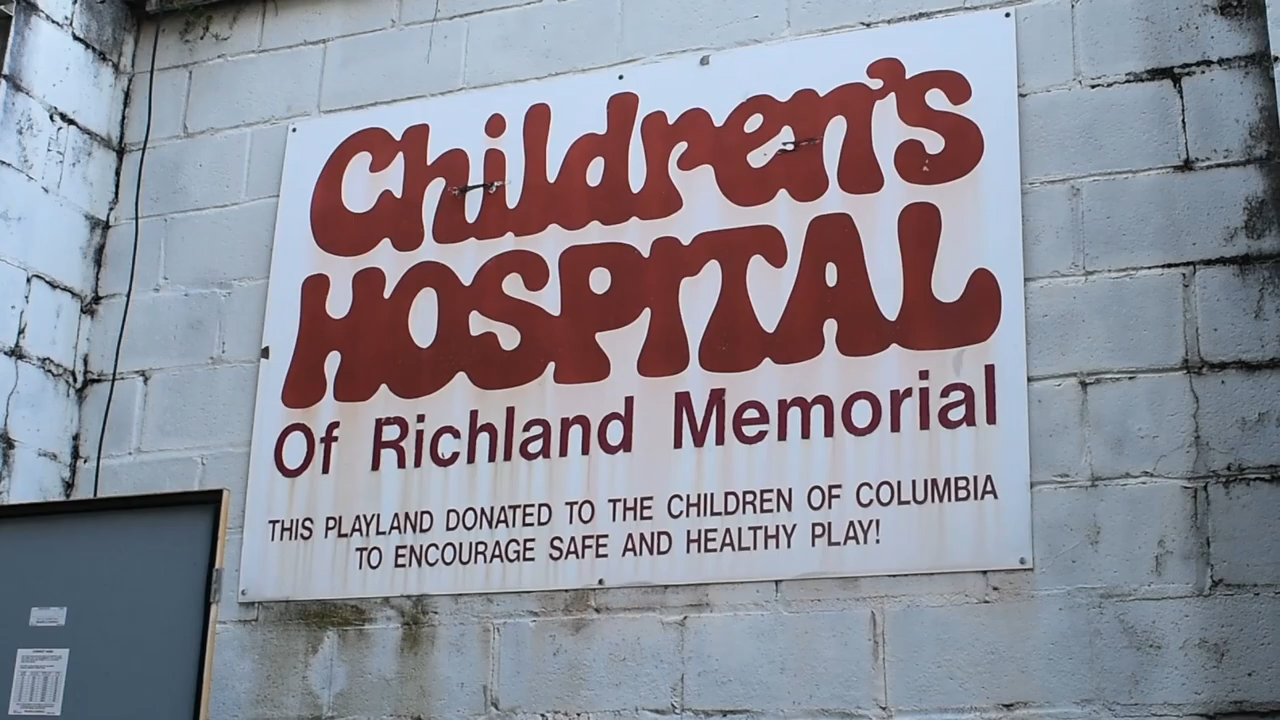 Children's
HOSPITAL
Of Richland Memorial
THIS PLAYLAND DONATED TO THE CHILDREN OF COLUMBIA
TO ENCOURAGE SAFE AND HEALTHY PLAY!